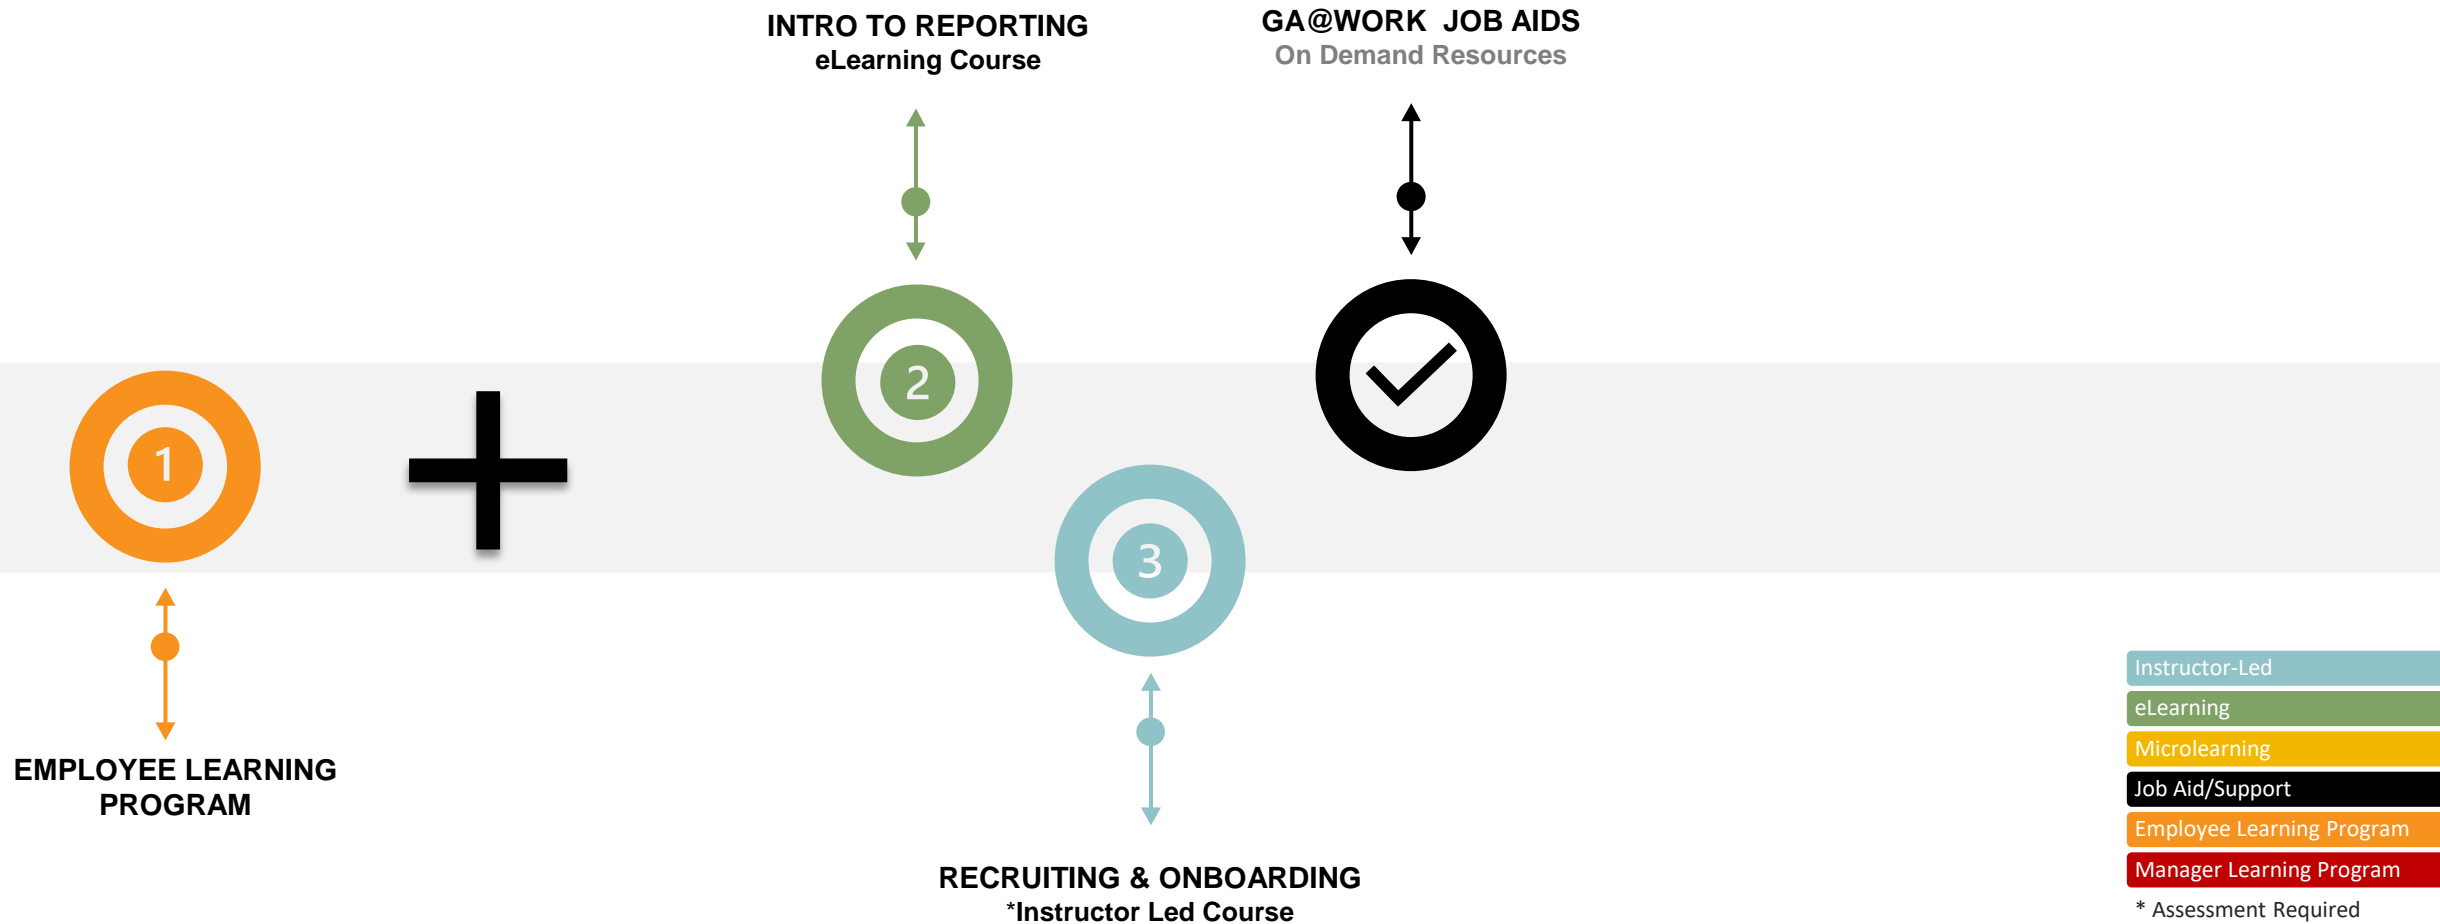 INTRO TO REPORTING
eLearning Course
GA@WORK JOB AIDS
On Demand Resources
1
2
3
EMPLOYEE LEARNING
PROGRAM
RECRUITING & ONBOARDING
*Instructor Led Course
Instructor-Led
eLearning
Microlearning
Job Aid/Support
Employee Learning Program
Manager Learning Program
* Assessment Required